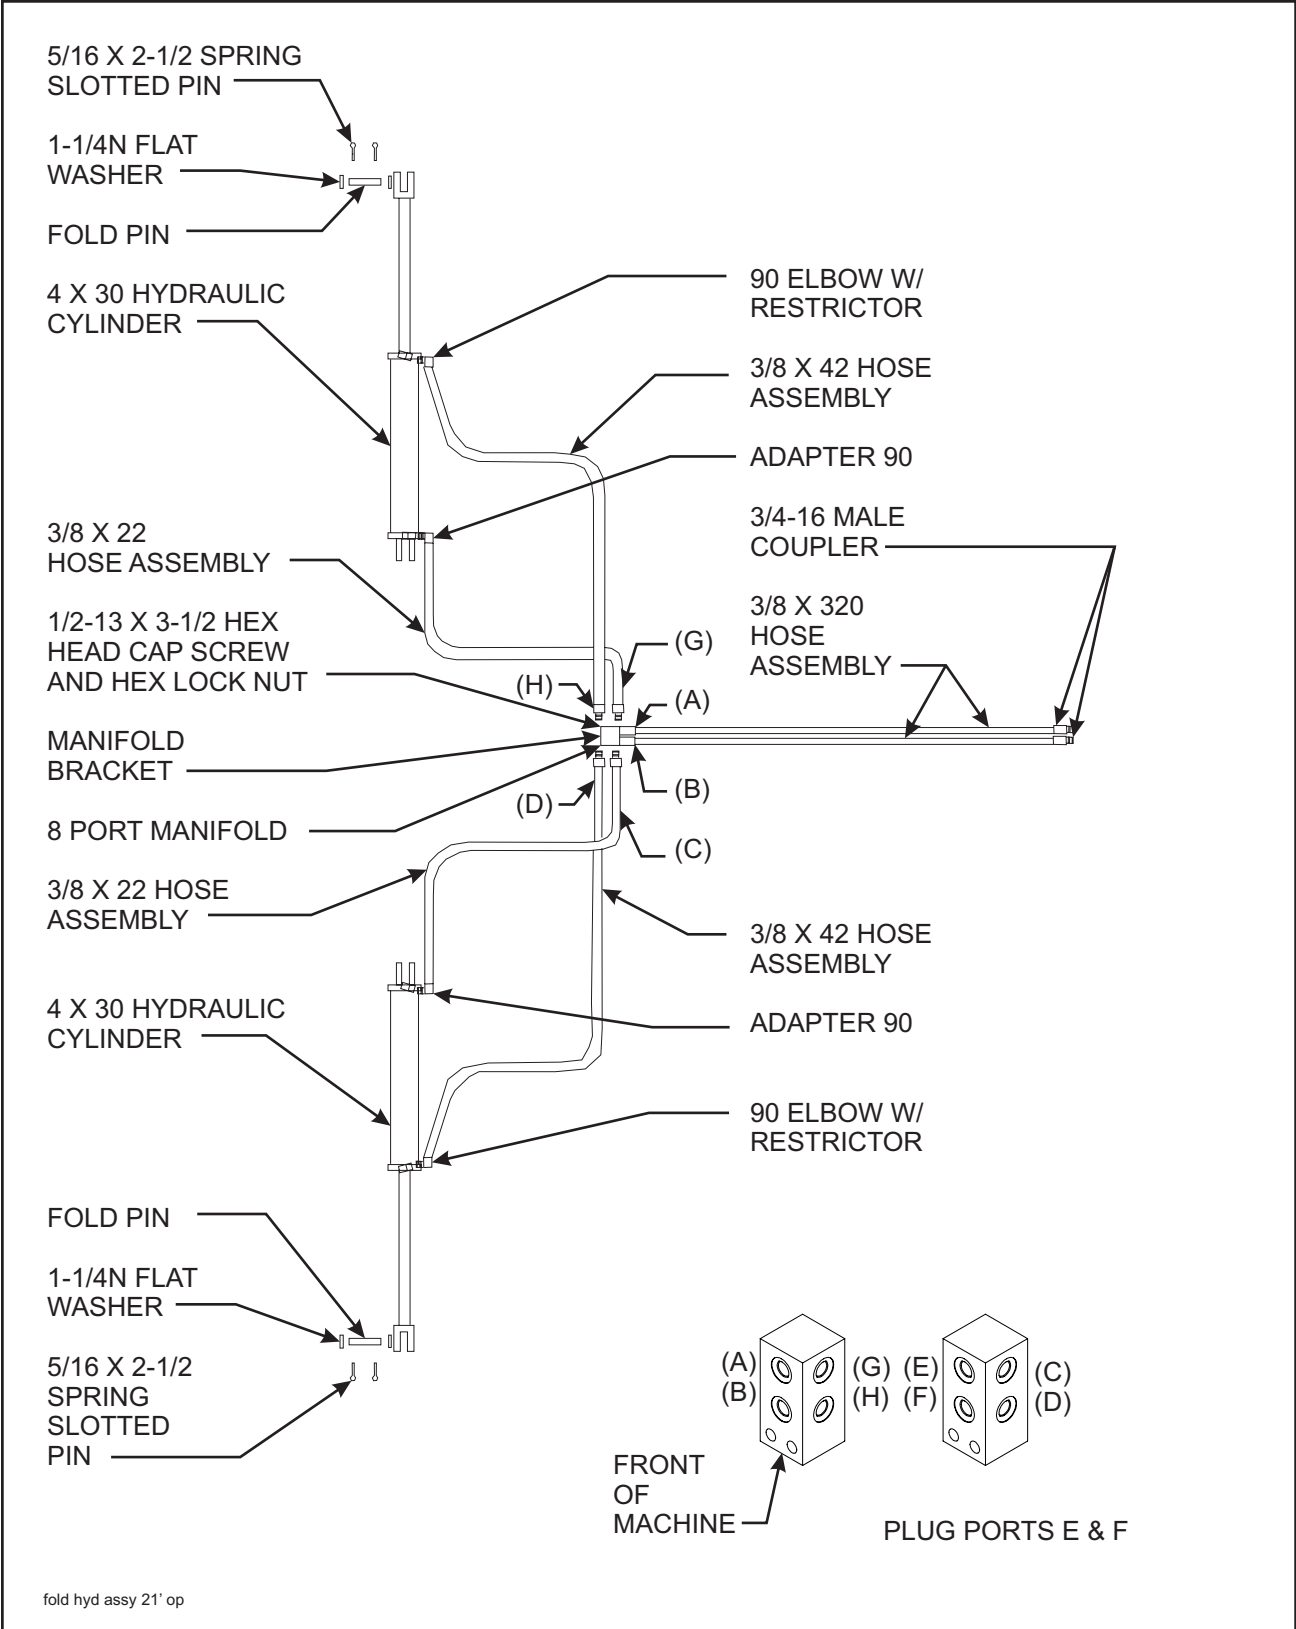 5/16 X 2-1/2 SPRING
SLOTTED PIN
1-1/4N FLAT
WASHER
FOLD PIN
4 X 30 HYDRAULIC
CYLINDER
90 ELBOW W/
RESTRICTOR
3/8 X 42 HOSE
ASSEMBLY
ADAPTER 90
3/4-16 MALE
COUPLER
3/8 X 22
HOSE ASSEMBLY
3/8 X 320
HOSE
ASSEMBLY
1/2-13 X 3-1/2 HEX
HEAD CAP SCREW
AND HEX LOCK NUT
(G)
(H)
(A)
MANIFOLD
BRACKET
(B)
(D)
8 PORT MANIFOLD
(C)
3/8 X 22 HOSE
ASSEMBLY
3/8 X 42 HOSE
ASSEMBLY
4 X 30 HYDRAULIC
CYLINDER
ADAPTER 90
90 ELBOW W/
RESTRICTOR
FOLD PIN
1-1/4N FLAT
WASHER
5/16 X 2-1/2
SPRING
SLOTTED
PIN
(A)
(B)
(G)
(H)
(E)
(F)
(C)
(D)
FRONT
OF
MACHINE
PLUG PORTS E & F
fold hyd assy 21' op